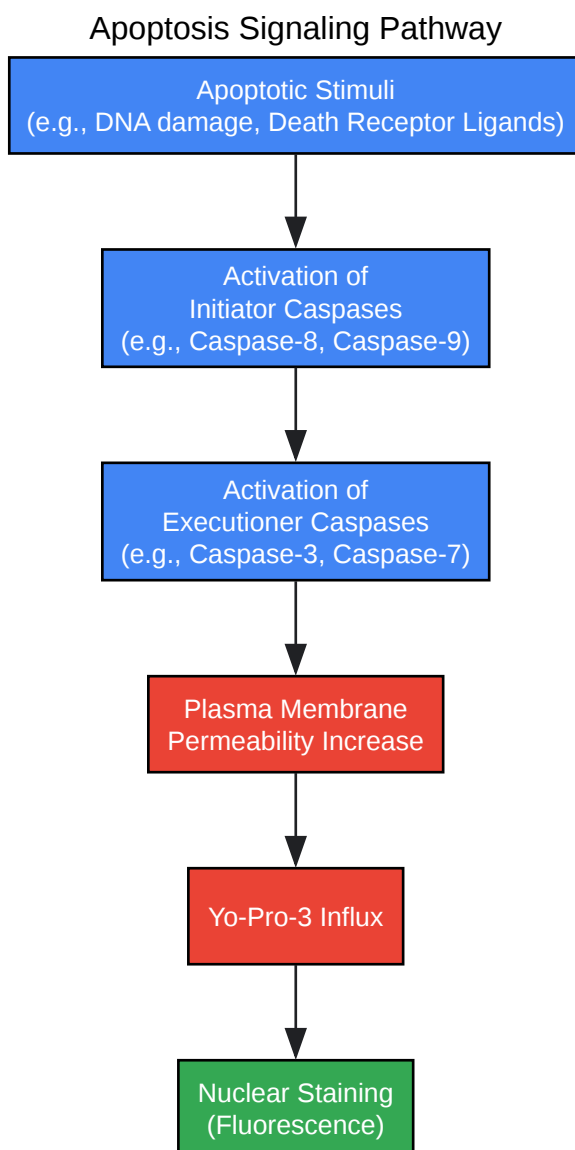 Apoptosis Signaling Pathway
Apoptotic Stimuli
(e.g., DNA damage, Death Receptor Ligands)
Activation of
Initiator Caspases
(e.g., Caspase-8, Caspase-9)
Activation of
Executioner Caspases
(e.g., Caspase-3, Caspase-7)
Plasma Membrane
Permeability Increase
Yo-Pro-3 Influx
Nuclear Staining
(Fluorescence)